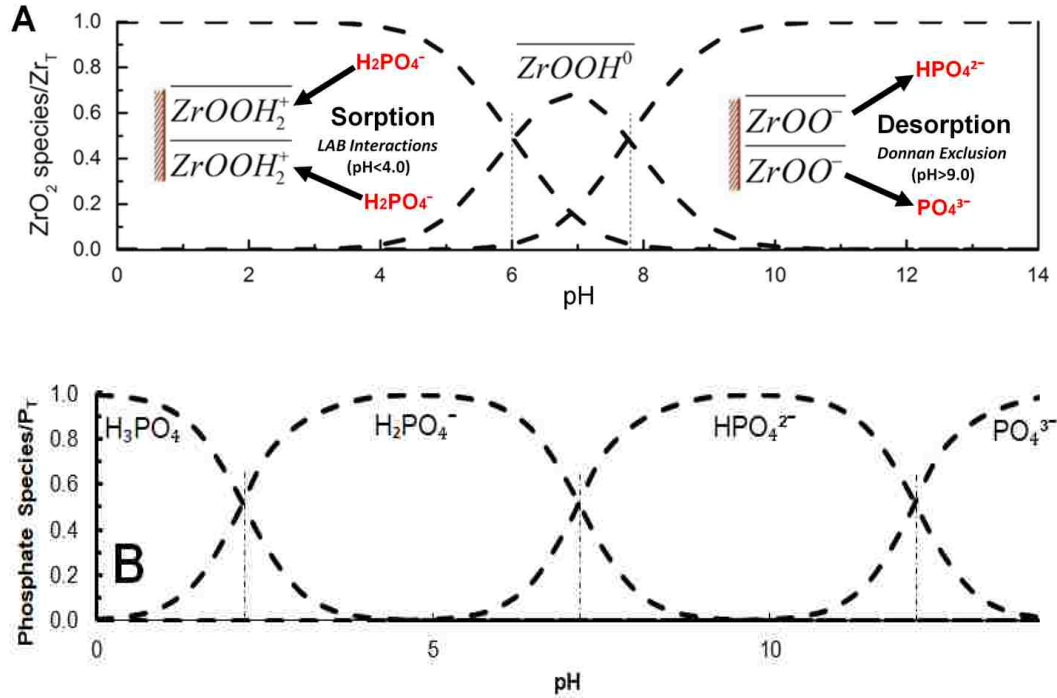 A
ZrO₂ species/Zr_T
1.0
0.8
0.6
0.4
0.2
0.0
H₂PO₄⁻
ZrOOH₂⁺
ZrOOH₂⁺
H₂PO₄⁻
Sorption
LAB Interactions
(pH<4.0)
ZrOOH⁰
HPO₄²⁻
ZrOO⁻
ZrOO⁻
PO₄³⁻
Desorption
Donnan Exclusion
(pH>9.0)
0 2 4 6 8 10 12 14
pH
B
Phosphate Species/P_T
1.0
0.8
0.6
0.4
0.2
0.0
H₃PO₄
H₂PO₄⁻
HPO₄²⁻
PO₄³⁻
0 5 10
pH